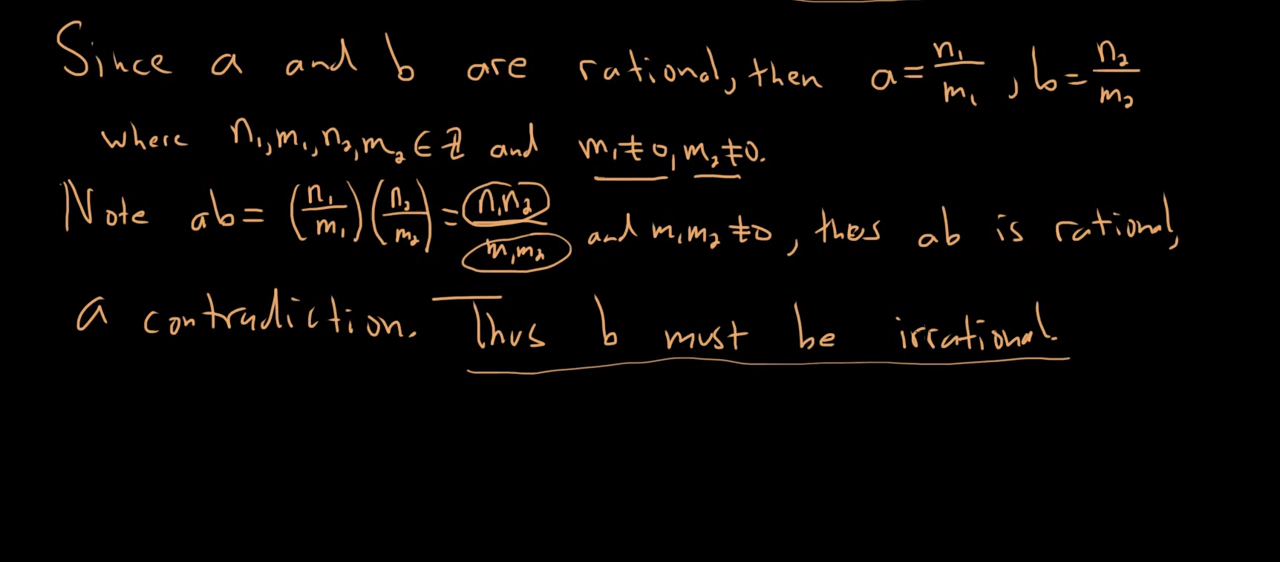 Since a and b are rational, then a = n₁/m₁ , b = n₂/m₂
where n₁, m₁, n₂, m₂ ∈ ℤ and m₁ ≠ 0, m₂ ≠ 0.
Note ab = (n₁/m₁)(n₂/m₂) = n₁n₂/m₁m₂ and m₁m₂ ≠ 0, thus ab is rational,
a contradiction. Thus b must be irrational.